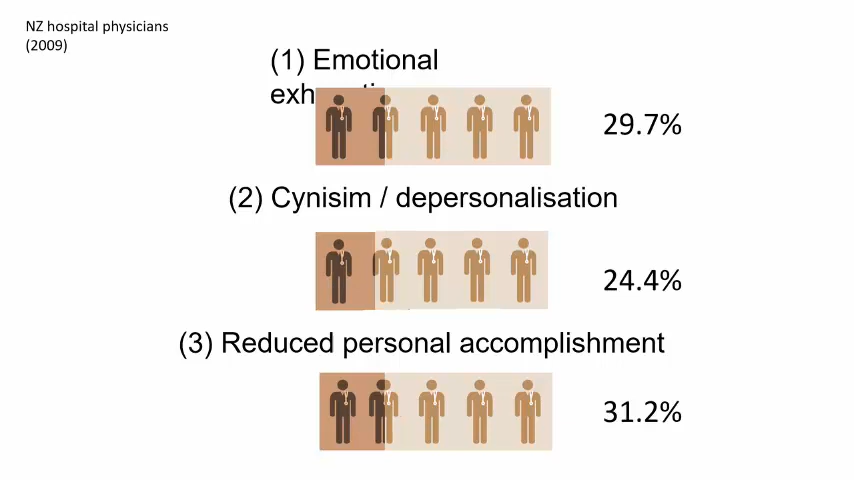 NZ hospital physicians
(2009)
(1) Emotional
29.7%
(2) Cynisim / depersonalisation
24.4%
(3) Reduced personal accomplishment
31.2%